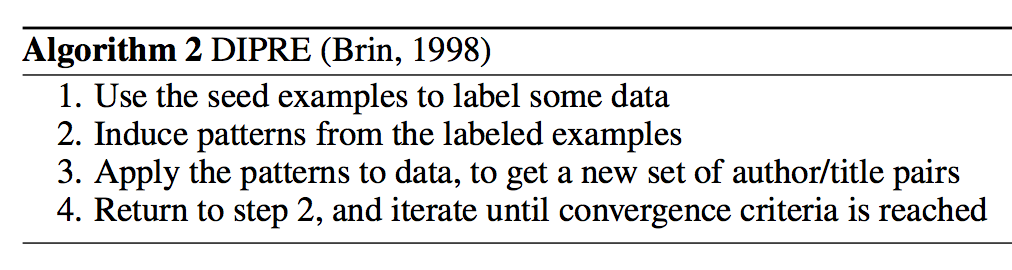 Algorithm 2 DIPRE (Brin, 1998)
1. Use the seed examples to label some data
2. Induce patterns from the labeled examples
3. Apply the patterns to data, to get a new set of author/title pairs
4. Return to step 2, and iterate until convergence criteria is reached